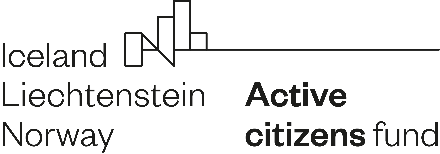 Iceland
Liechtenstein
Norway
Active
citizens fund